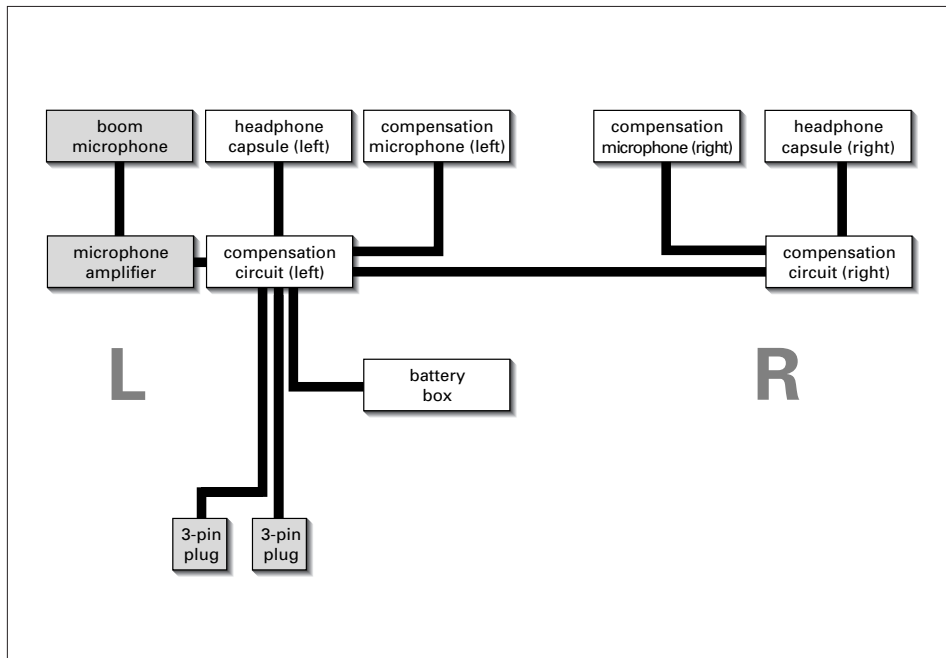 boom
microphone
headphone
capsule (left)
compensation
microphone (left)
compensation
microphone (right)
headphone
capsule (right)
microphone
amplifier
compensation
circuit (left)
compensation
circuit (right)
L
R
battery
box
3-pin
plug
3-pin
plug